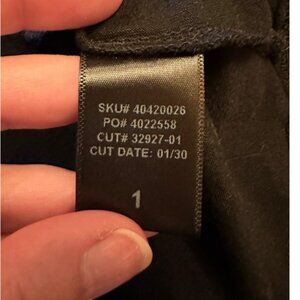 SKU# 40420026
PO# 4022558
CUT# 32927-01
CUT DATE: 01/30
1